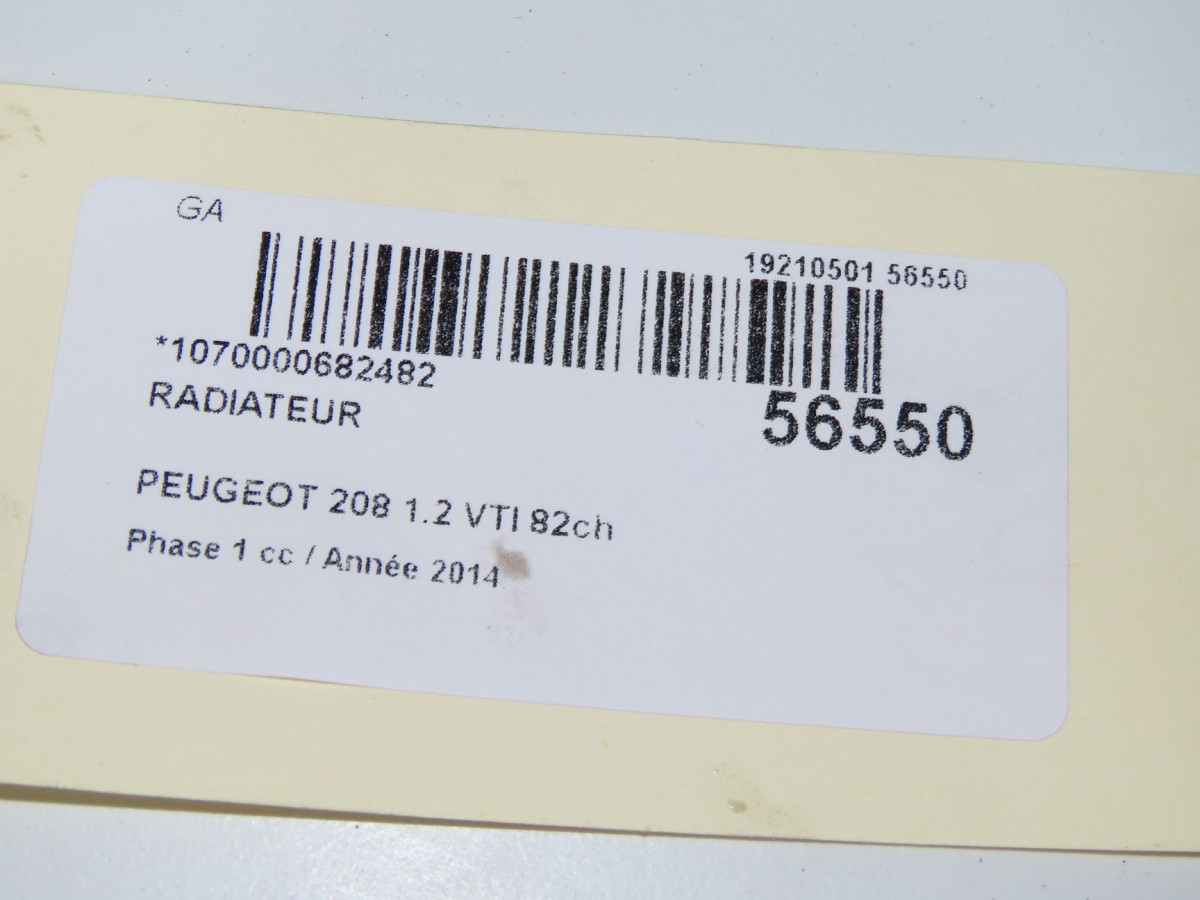 GA
19210501 56550
*1070000682482
RADIATEUR
56550
PEUGEOT 208 1.2 VTI 82ch
Phase 1 cc / Année 2014